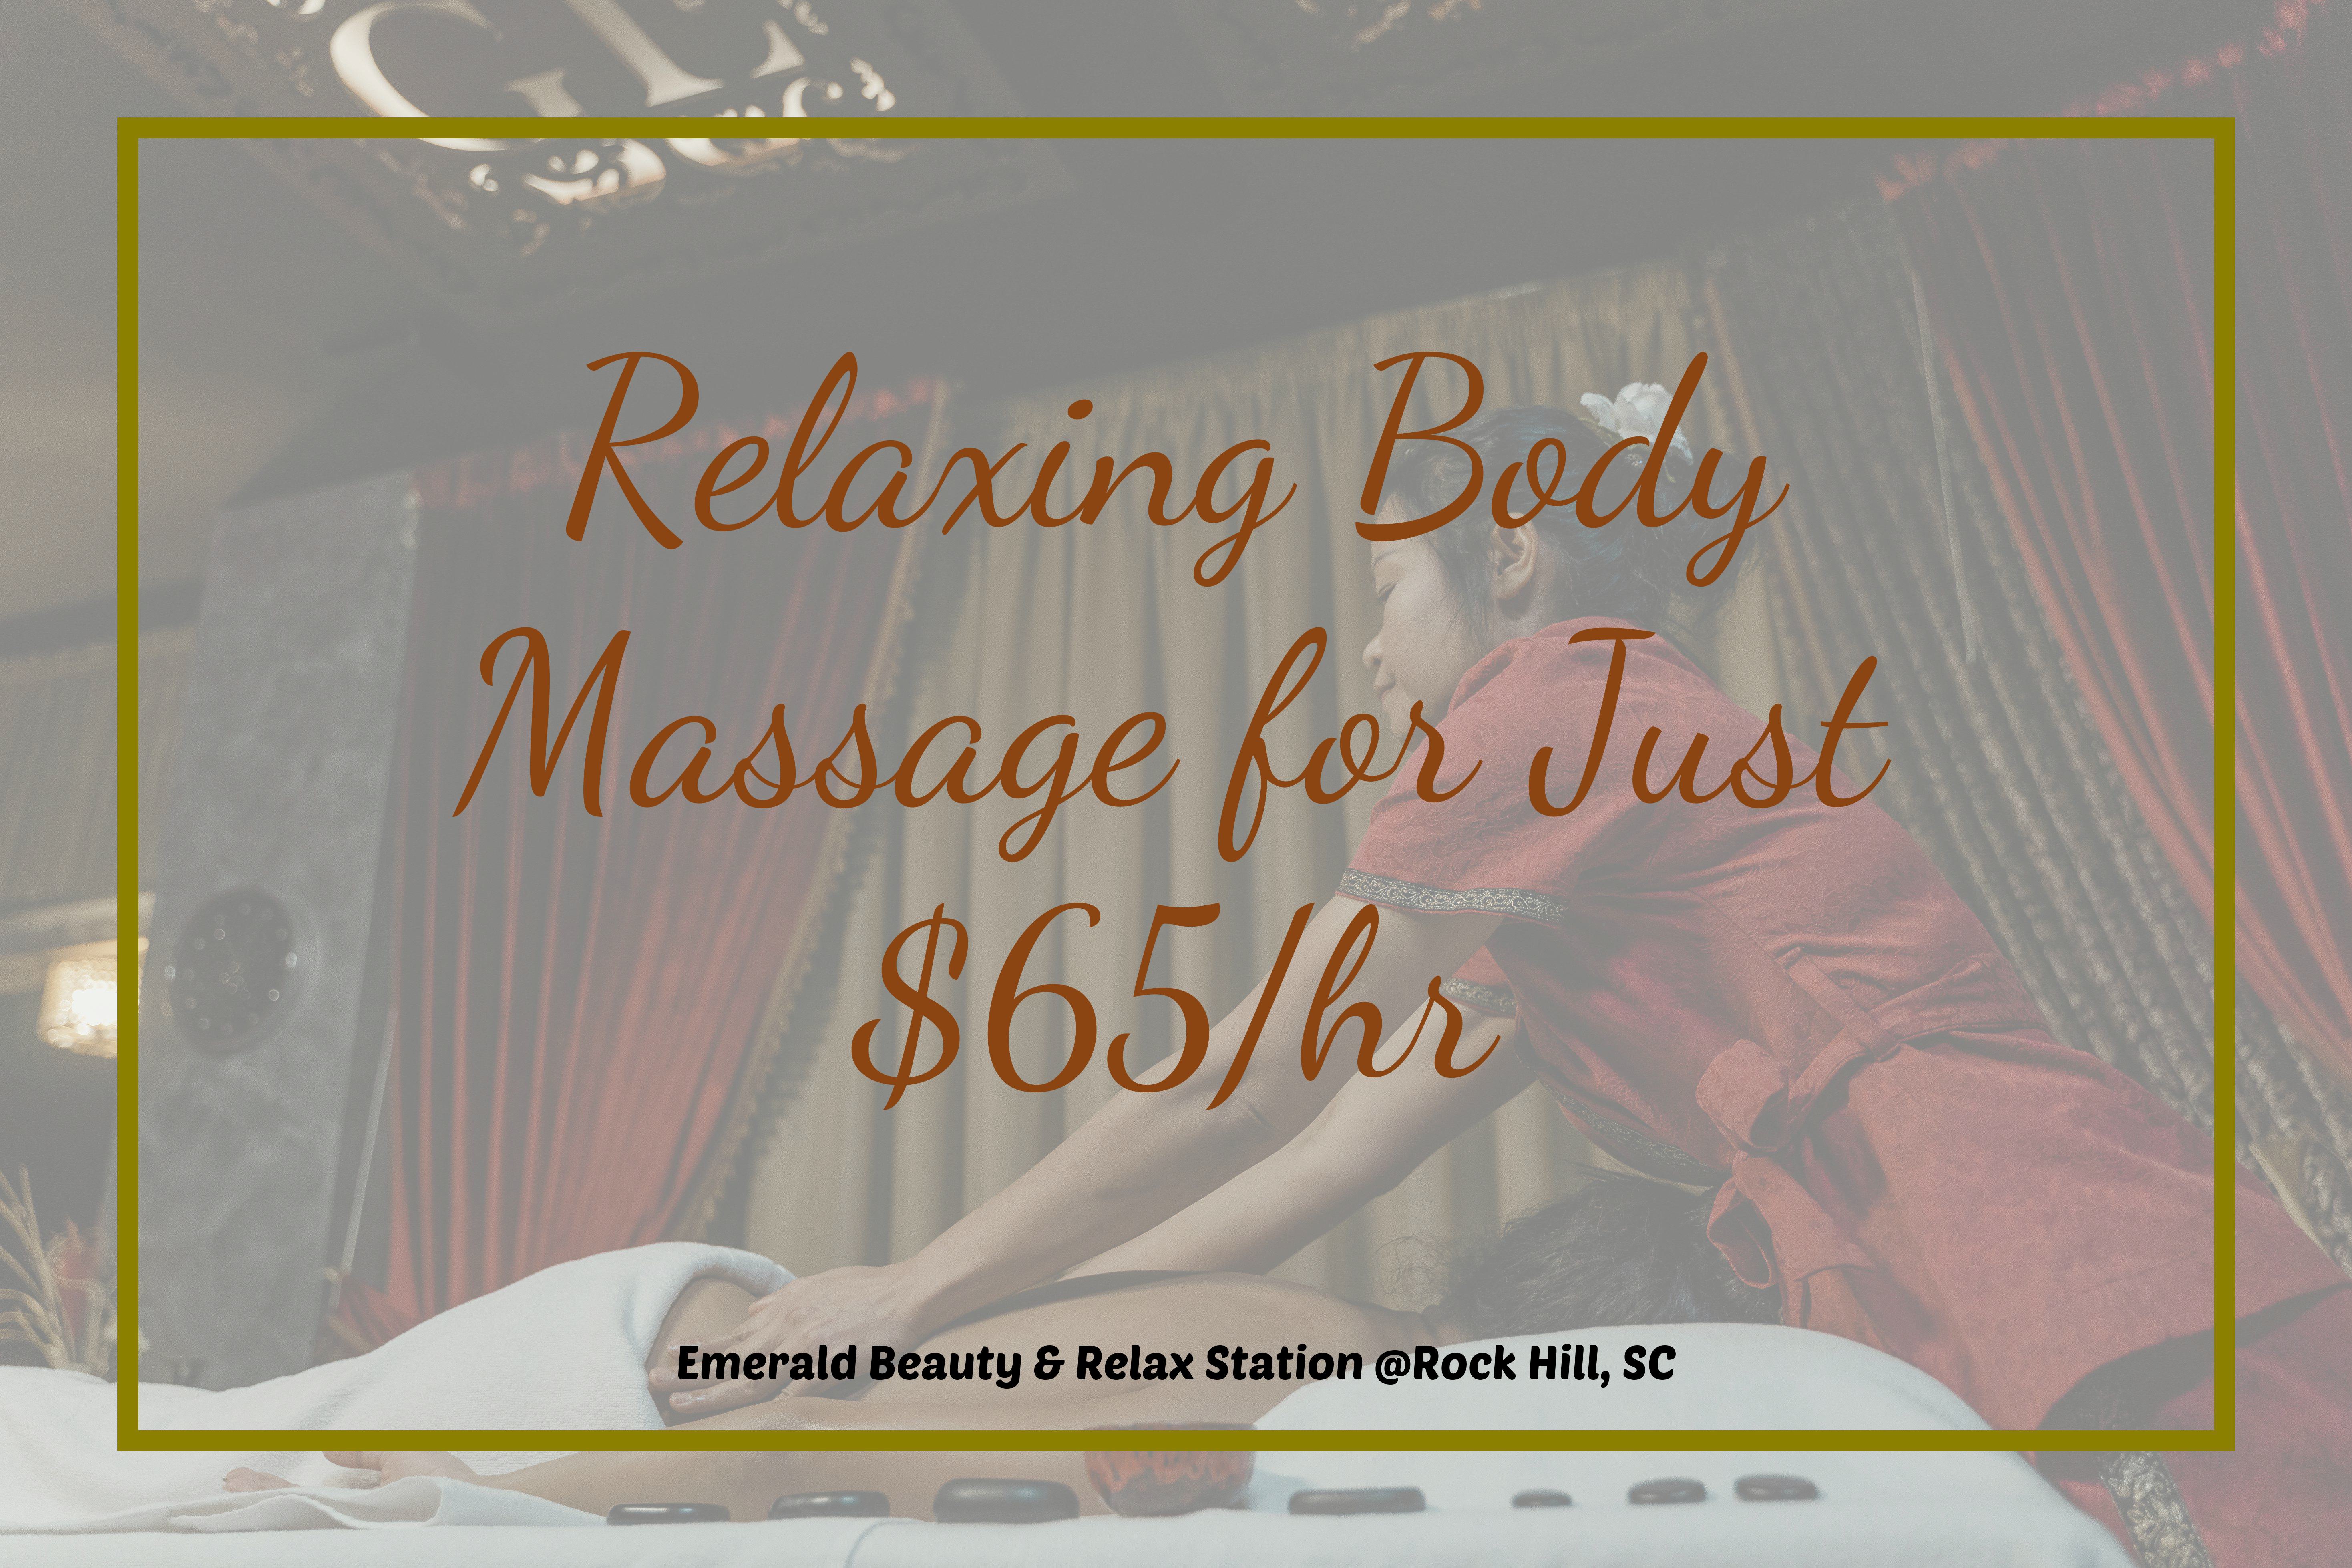 Relaxing Body
Massage for Just
$65/hr
Emerald Beauty & Relax Station @Rock Hill, SC